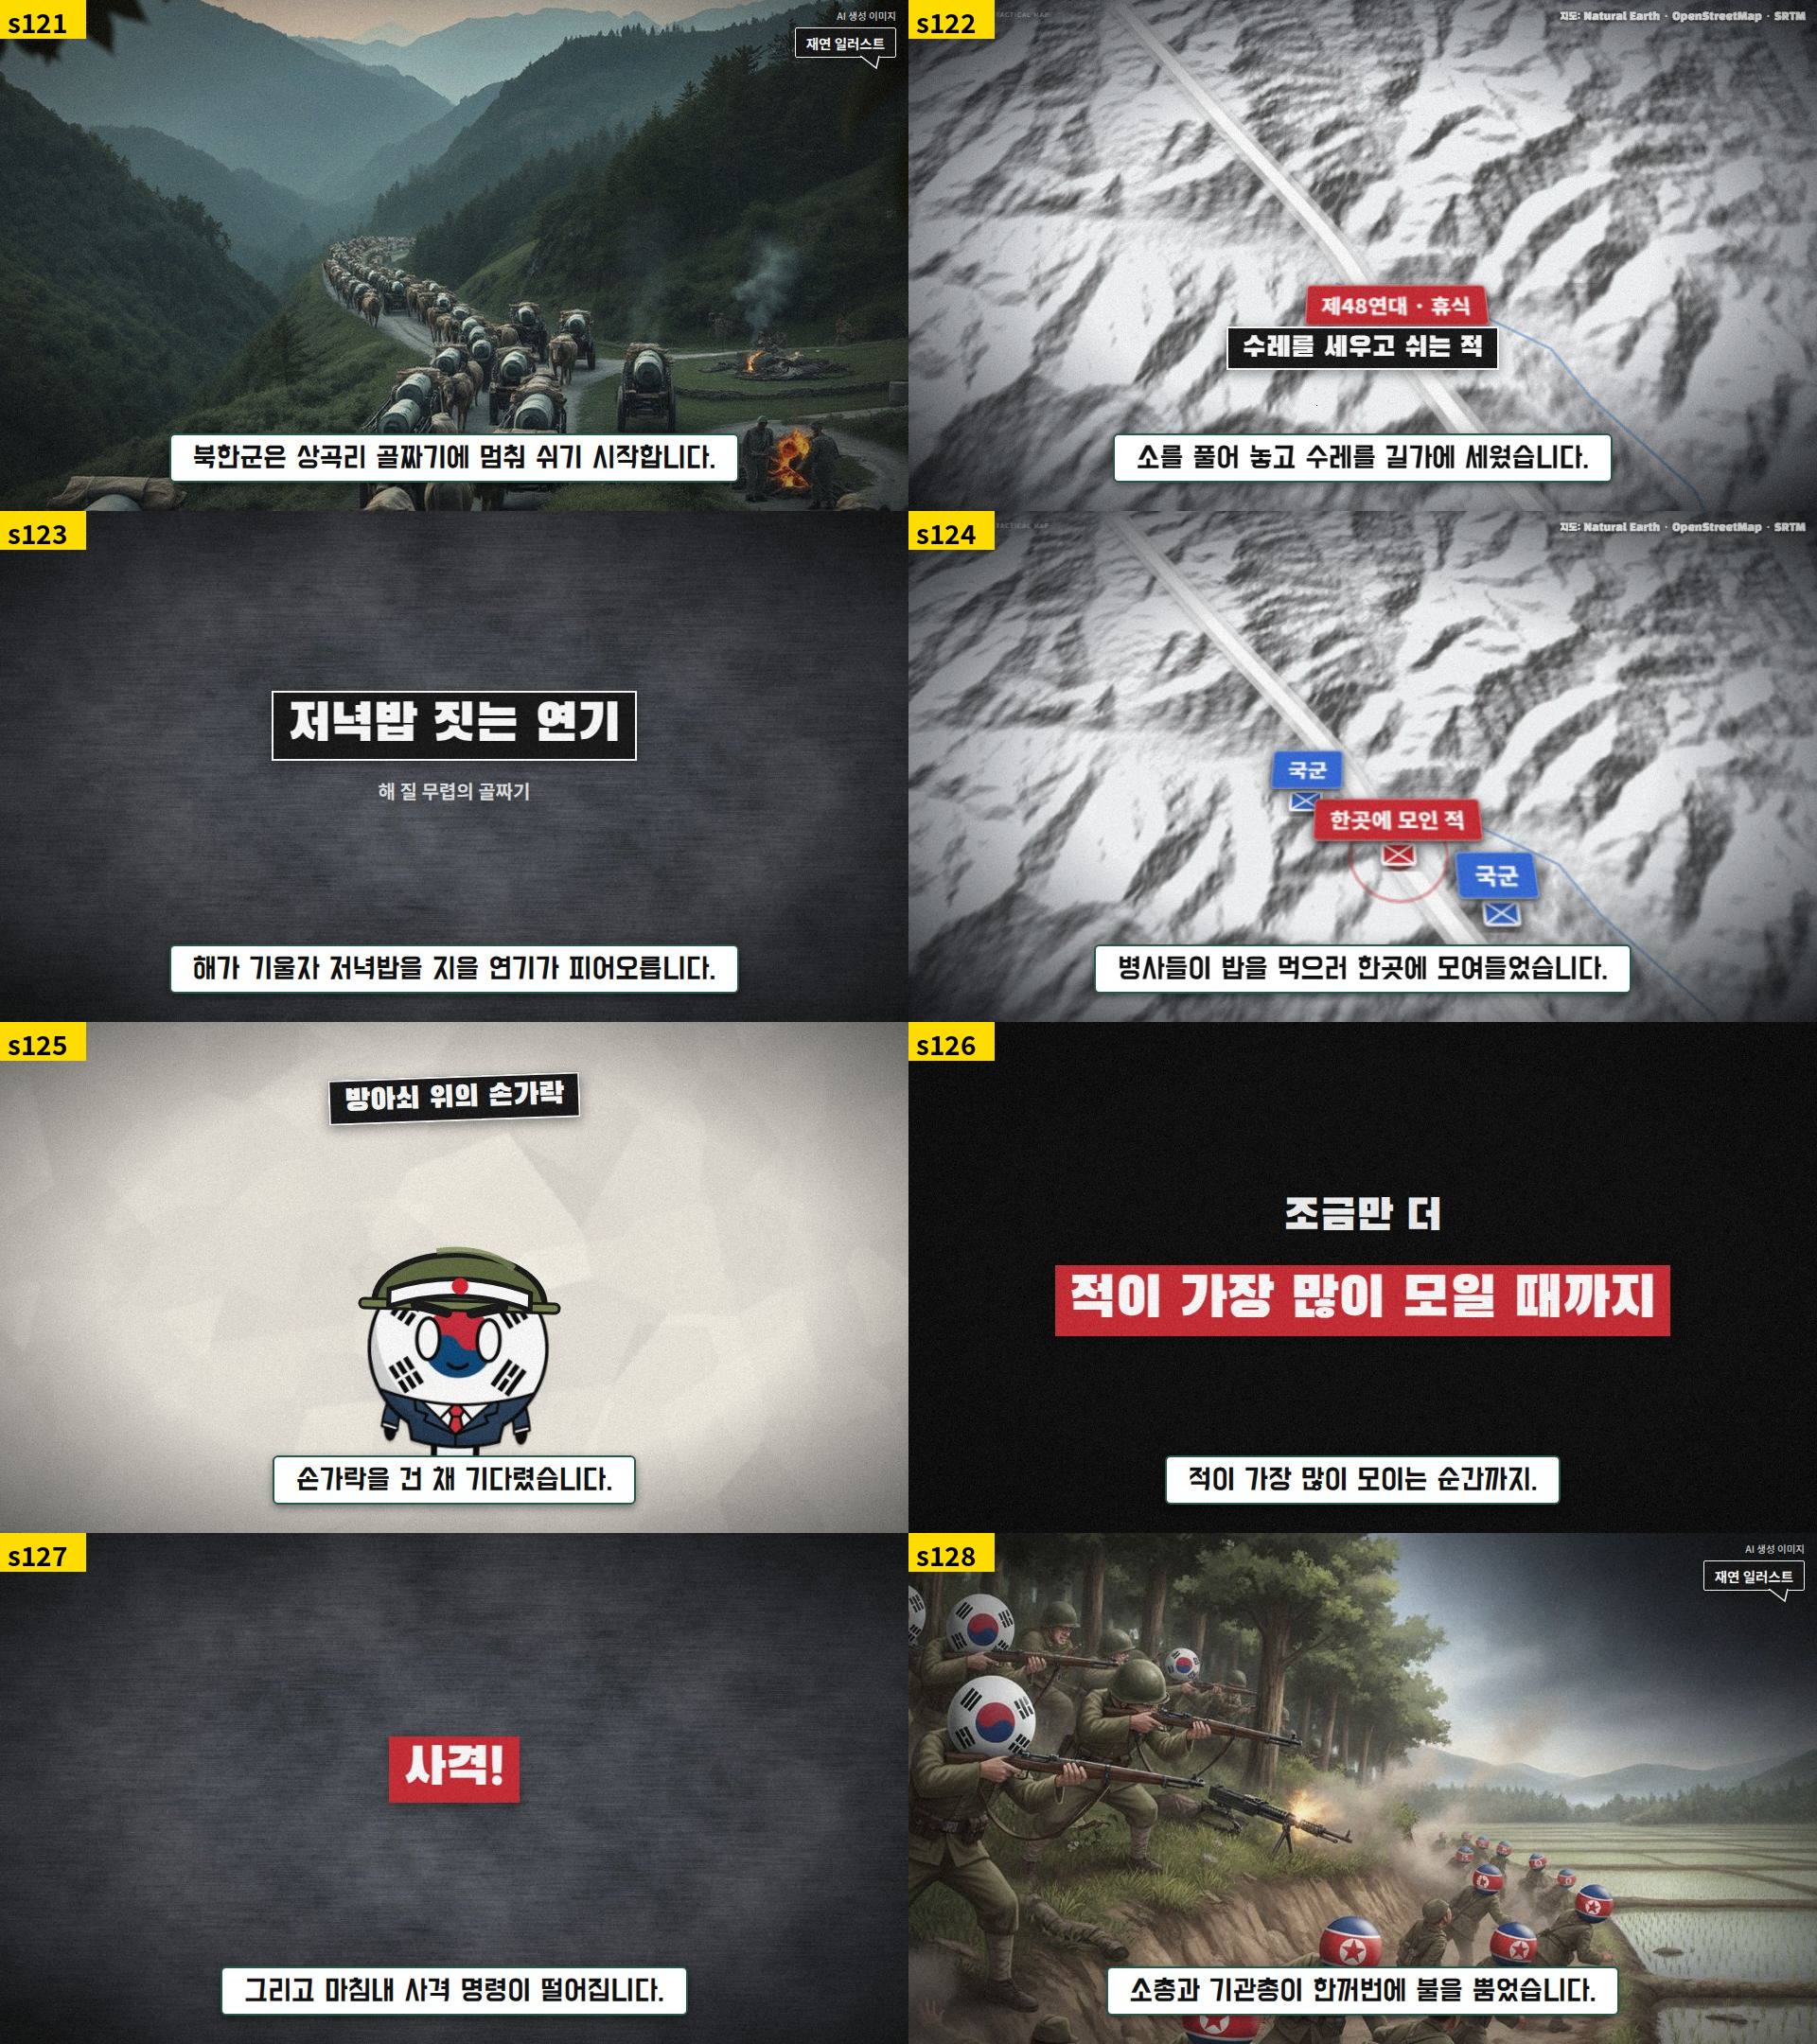 s121
AI 생성 이미지
재연 일러스트
북한군은 상곡리 골짜기에 멈춰 쉬기 시작합니다.
s122
TACTICAL MAP
지도: Natural Earth · OpenStreetMap · SRTM
제48연대 · 휴식
수레를 세우고 쉬는 적
소를 풀어 놓고 수레를 길가에 세웠습니다.
s123
저녁밥 짓는 연기
해 질 무렵의 골짜기
해가 기울자 저녁밥을 지을 연기가 피어오릅니다.
s124
TACTICAL MAP
지도: Natural Earth · OpenStreetMap · SRTM
국군
한곳에 모인 적
국군
병사들이 밥을 먹으러 한곳에 모여들었습니다.
s125
방아쇠 위의 손가락
손가락을 건 채 기다렸습니다.
s126
조금만 더
적이 가장 많이 모일 때까지
적이 가장 많이 모이는 순간까지.
s127
사격!
그리고 마침내 사격 명령이 떨어집니다.
s128
AI 생성 이미지
재연 일러스트
소총과 기관총이 한꺼번에 불을 뿜었습니다.